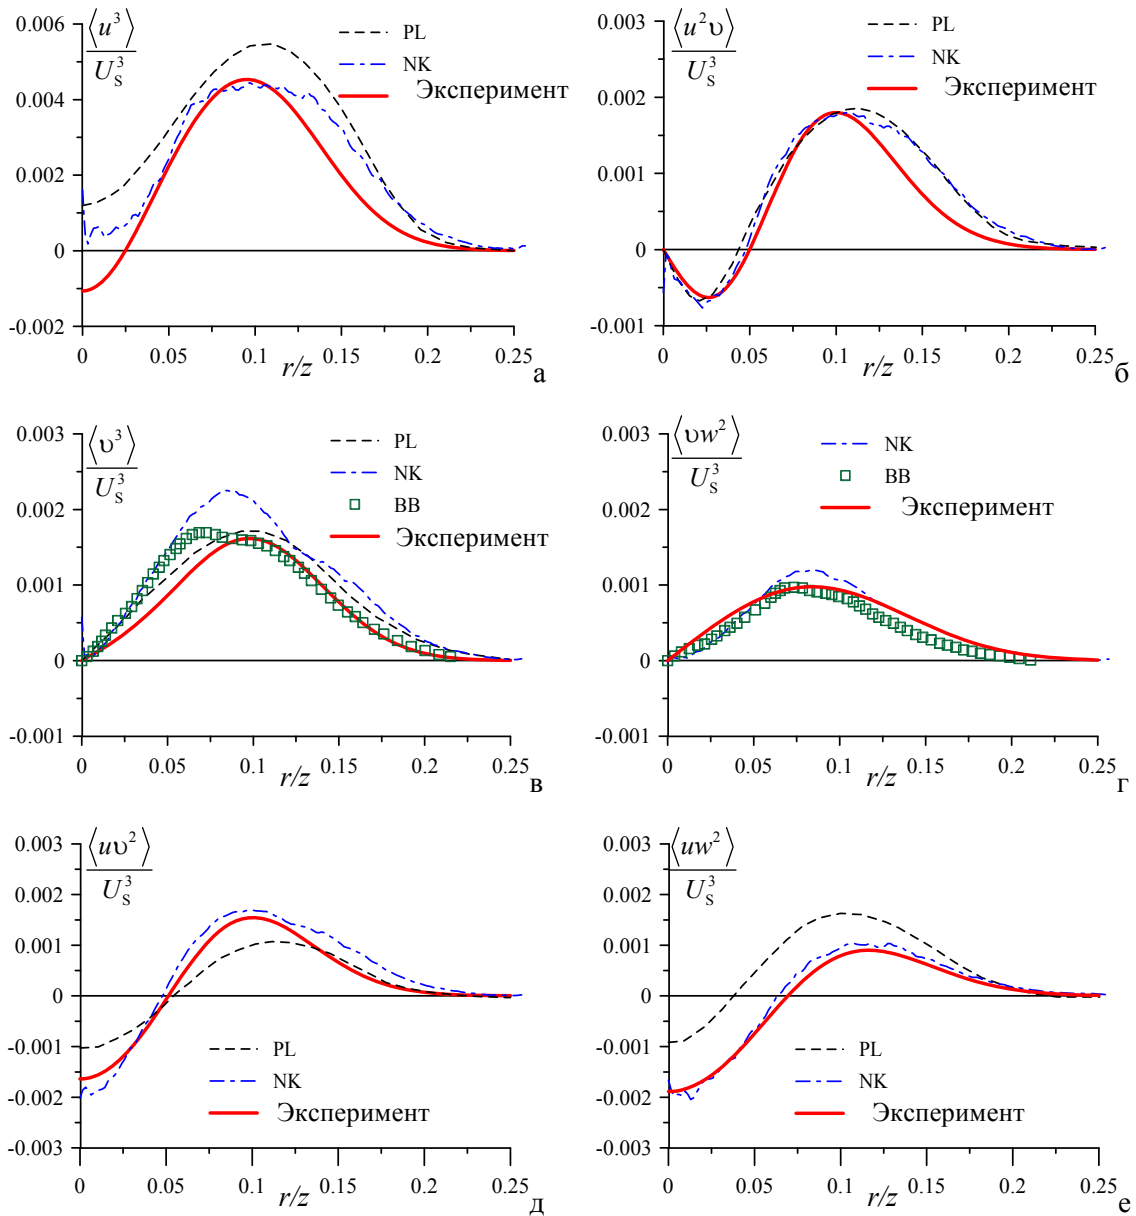 ⟨u³⟩
U_S³
0.006
0.004
0.002
0
-0.002
PL
NK
Эксперимент
0 0.05 0.1 0.15 0.2 0.25
r/z
а
⟨u²υ⟩
U_S³
0.003
0.002
0.001
0
-0.001
PL
NK
Эксперимент
0 0.05 0.1 0.15 0.2 0.25
r/z
б
⟨υ³⟩
U_S³
0.003
0.002
0.001
0
-0.001
PL
NK
BB
Эксперимент
0 0.05 0.1 0.15 0.2 0.25
r/z
в
⟨υw²⟩
U_S³
0.003
0.002
0.001
0
-0.001
NK
BB
Эксперимент
0 0.05 0.1 0.15 0.2 0.25
r/z
г
⟨uυ²⟩
U_S³
0.003
0.002
0.001
0
-0.001
-0.002
-0.003
PL
NK
Эксперимент
0 0.05 0.1 0.15 0.2 0.25
r/z
д
⟨uw²⟩
U_S³
0.003
0.002
0.001
0
-0.001
-0.002
-0.003
PL
NK
Эксперимент
0 0.05 0.1 0.15 0.2 0.25
r/z
е